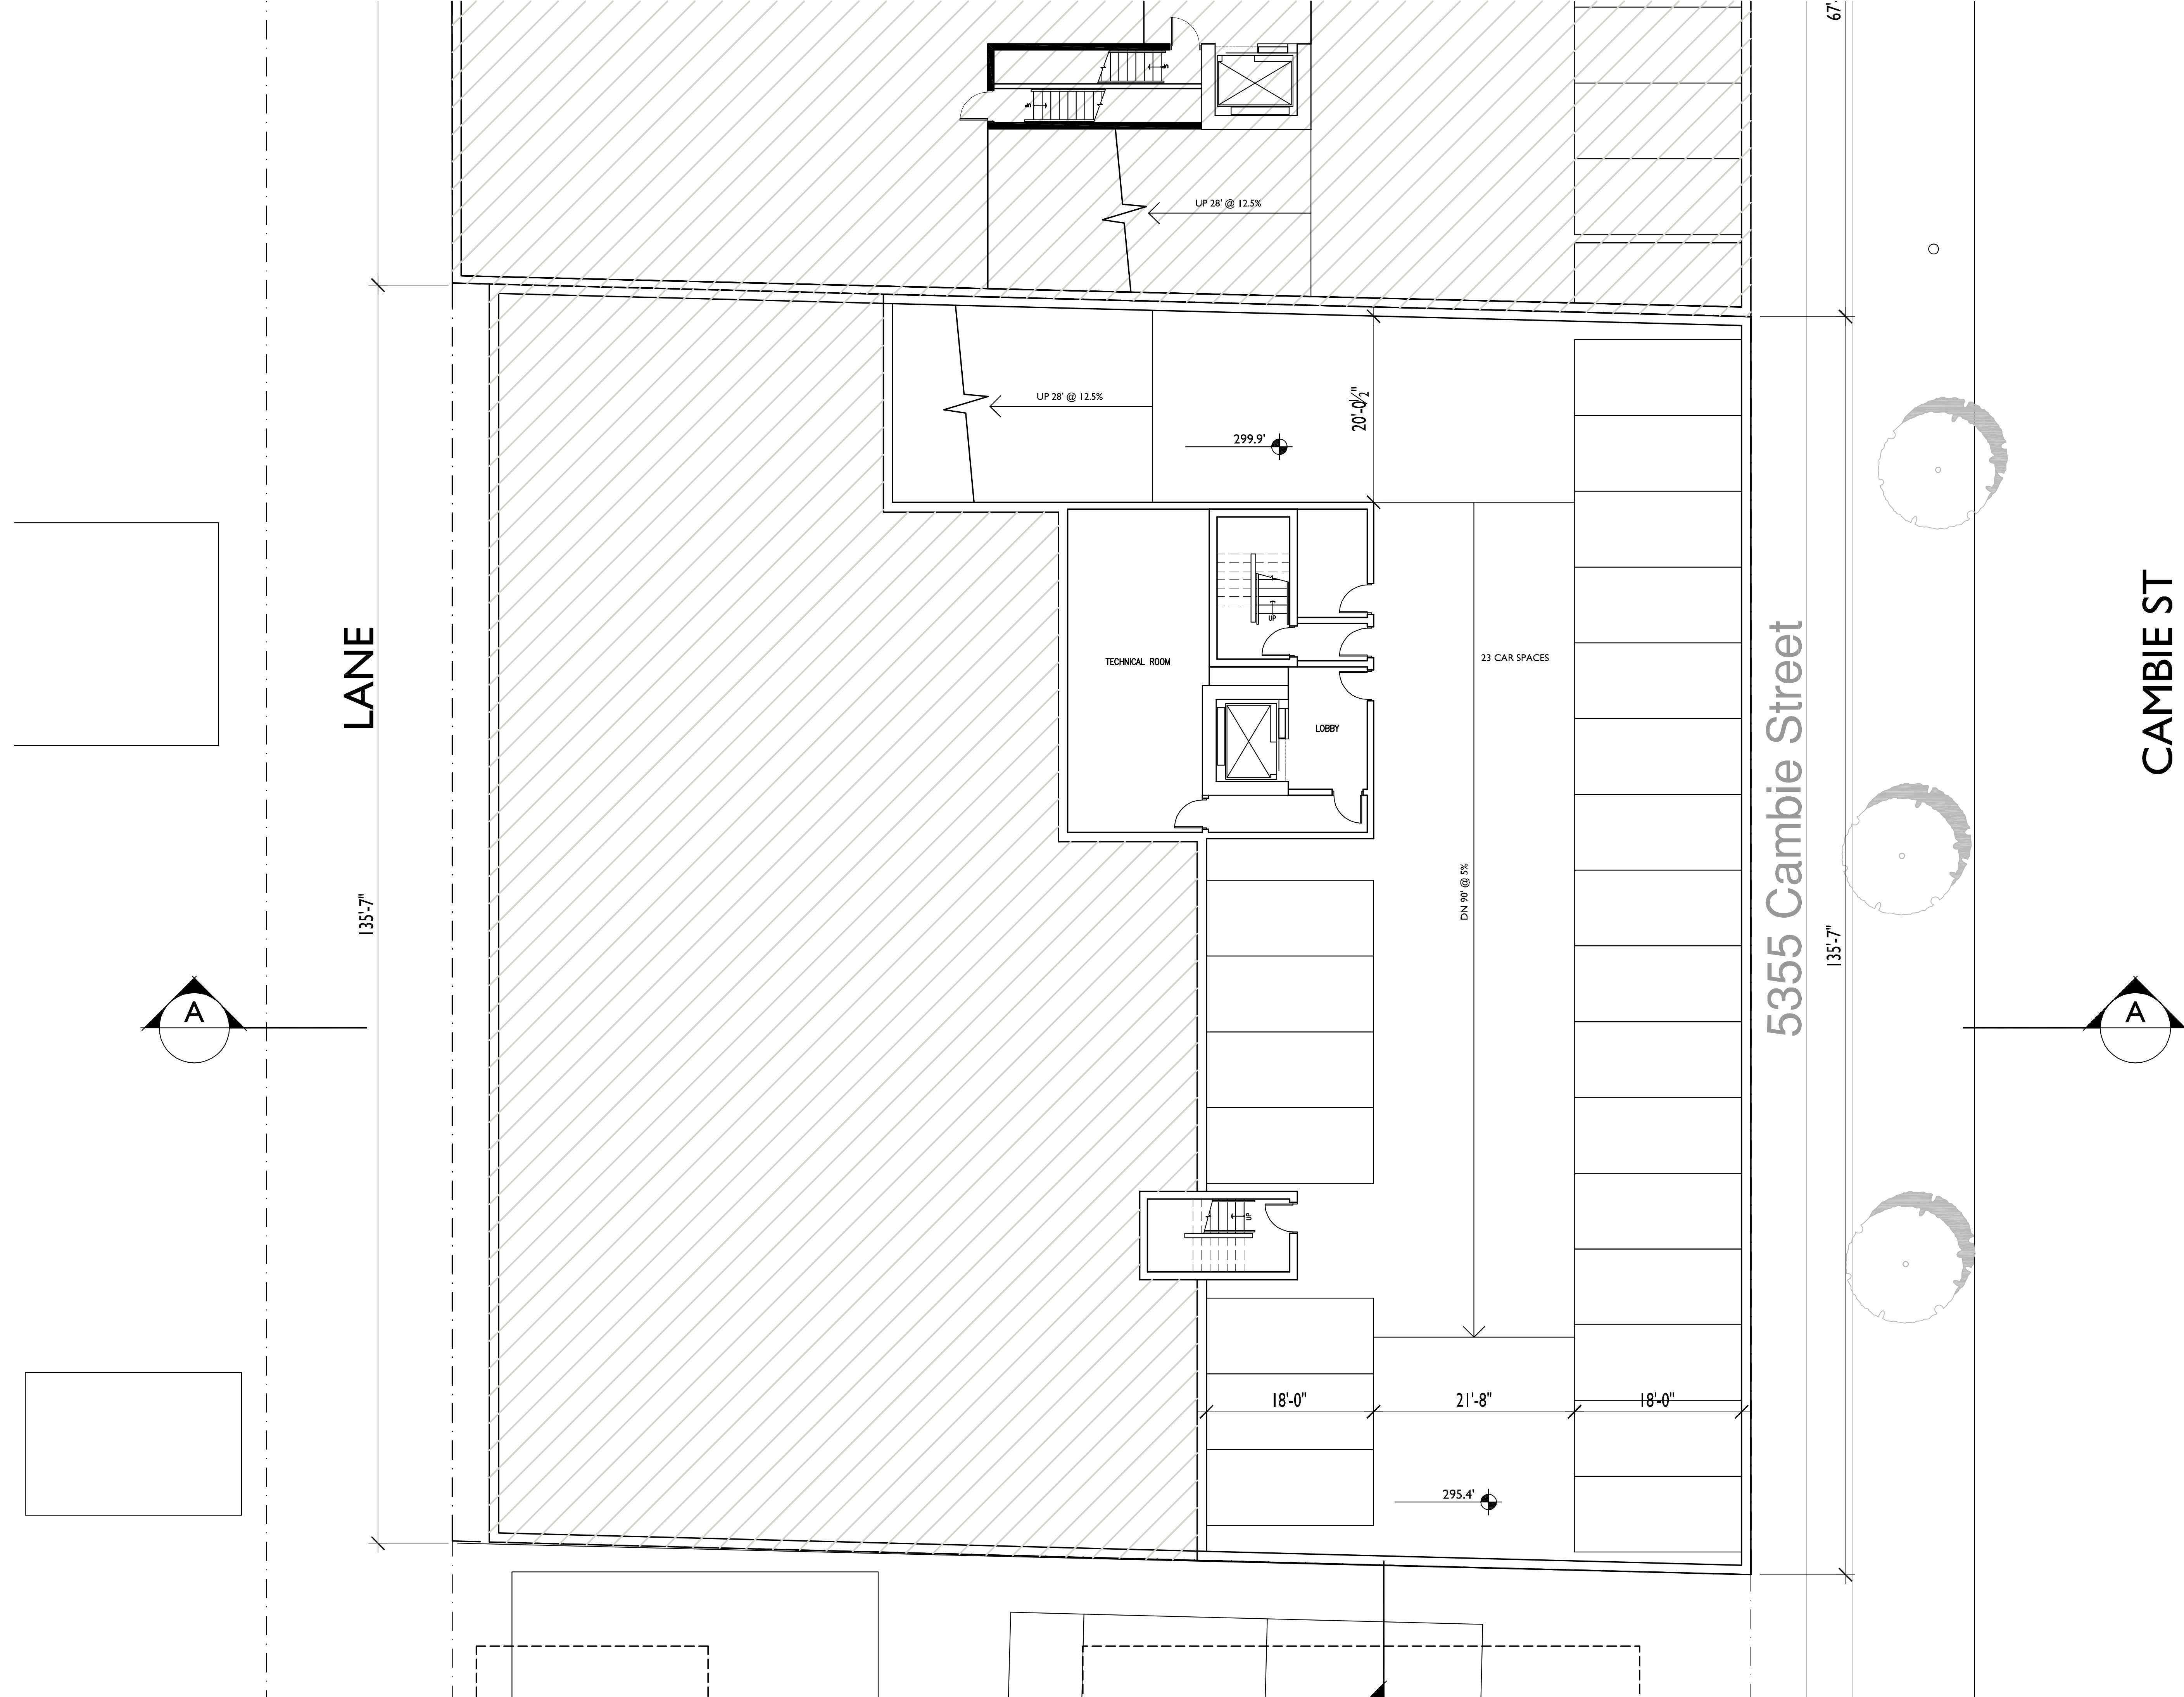 67'-
UP 28' @ 12.5%
UP 28' @ 12.5%
20'-0½"
299.9'
UP
TECHNICAL ROOM
23 CAR SPACES
LOBBY
LANE
5355 Cambie Street
CAMBIE ST
DN 90' @ 5%
135'-7"
135'-7"
A
A
UP
18'-0"
21'-8"
18'-0"
295.4'